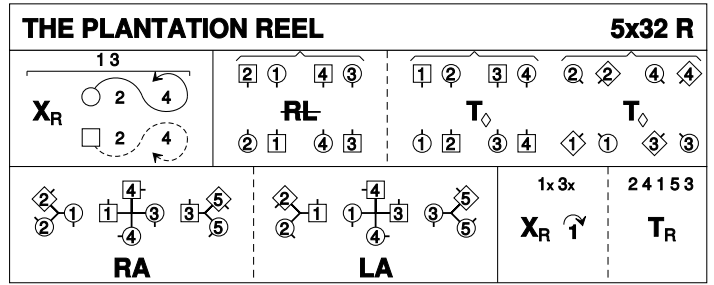 THE PLANTATION REEL 5x32 R
1 3
X R 2 4
2 4
2 1 4 3
RL
2 1 4 3
1 2 3 4 2 2 4 4
T T
1 2 3 4 1 1 3 3
2 2 1 1 4 4 3 3 5 5
RA
2 2 1 1 4 4 3 3 5 5
LA
1x 3x
X R 1
2 4 1 5 3
T R